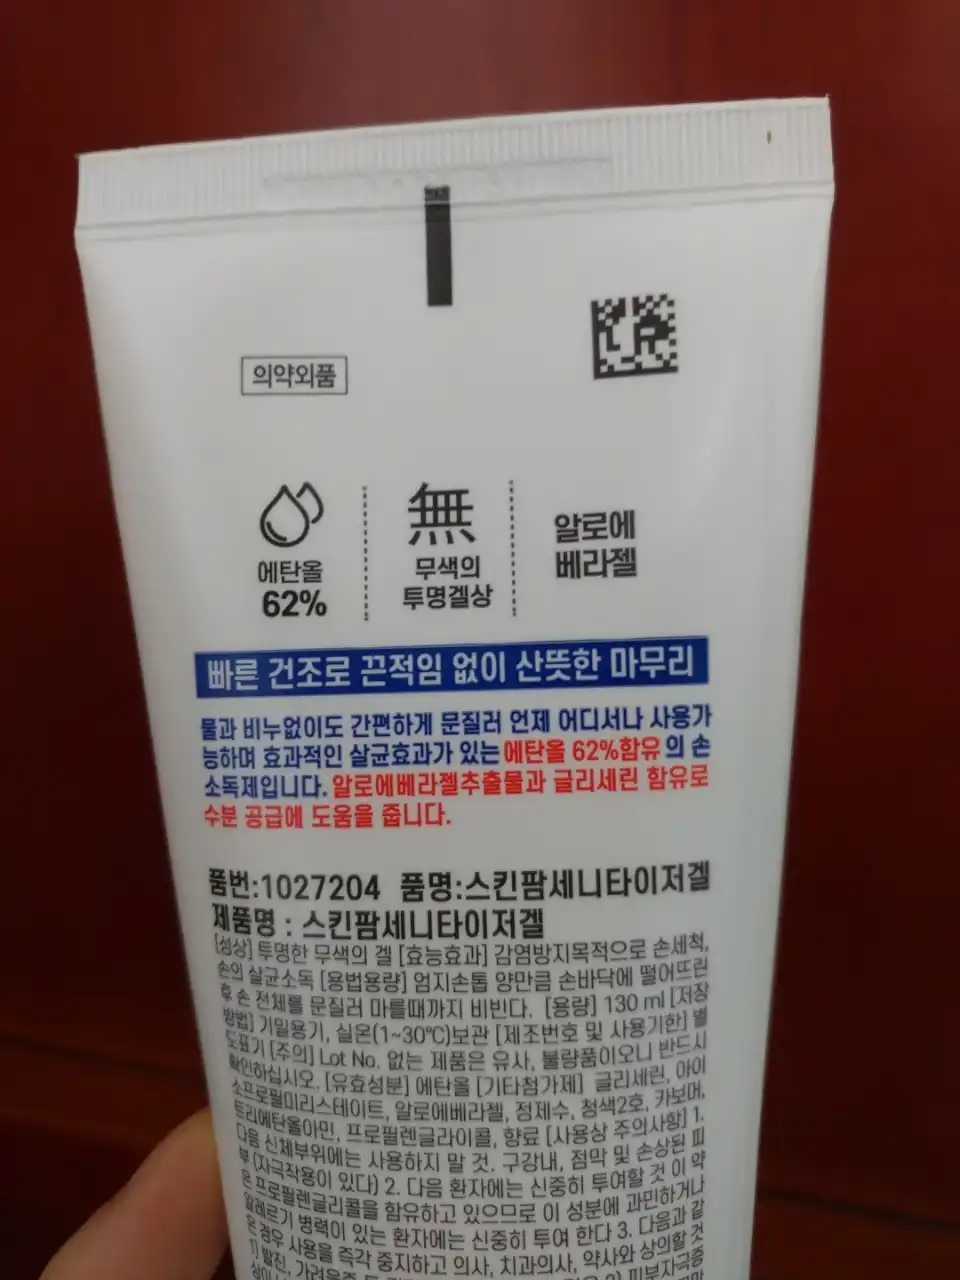 의약외품
에탄올
62%
無
무색의
투명겔상
알로에
베라젤
빠른 건조로 끈적임 없이 산뜻한 마무리
물과 비누없이도 간편하게 문질러 언제 어디서나 사용가
능하며 효과적인 살균효과가 있는 에탄올 62%함유의 손
소독제입니다. 알로에베라젤추출물과 글리세린 함유로
수분 공급에 도움을 줍니다.
품번:1027204 품명:스킨팜세니타이저겔
제품명 : 스킨팜세니타이저겔
[성상] 투명한 무색의 겔 [효능효과] 감염방지목적으로 손세척,
손의 살균소독 [용법용량] 엄지손톱 양만큼 손바닥에 떨어뜨린
후 손 전체를 문질러 마를때까지 비빈다. [용량] 130 ml [저장
방법] 기밀용기, 실온(1~30℃)보관 [제조번호 및 사용기한] 별
도표기 [주의] Lot No. 없는 제품은 유사, 불량품이오니 반드시
확인하십시오. [유효성분] 에탄올 [기타첨가제] 글리세린, 아이
소프로필미리스테이트, 알로에베라젤, 정제수, 청색2호, 카보머,
트리에탄올아민, 프로필렌글라이콜, 향료 [사용상 주의사항] 1.
다음 신체부위에는 사용하지 말 것. 구강내, 점막 및 손상된 피
부 (자극작용이 있다) 2. 다음 환자에는 신중히 투여할 것 이 약
은 프로필렌글리콜을 함유하고 있으므로 이 성분에 과민하거나
알레르기 병력이 있는 환자에는 신중히 투여 한다 3. 다음과 같
은 경우 사용을 즉각 중지하고 의사, 치과의사, 약사와 상의할 것
1) 발진, 가려움증 피부자극증